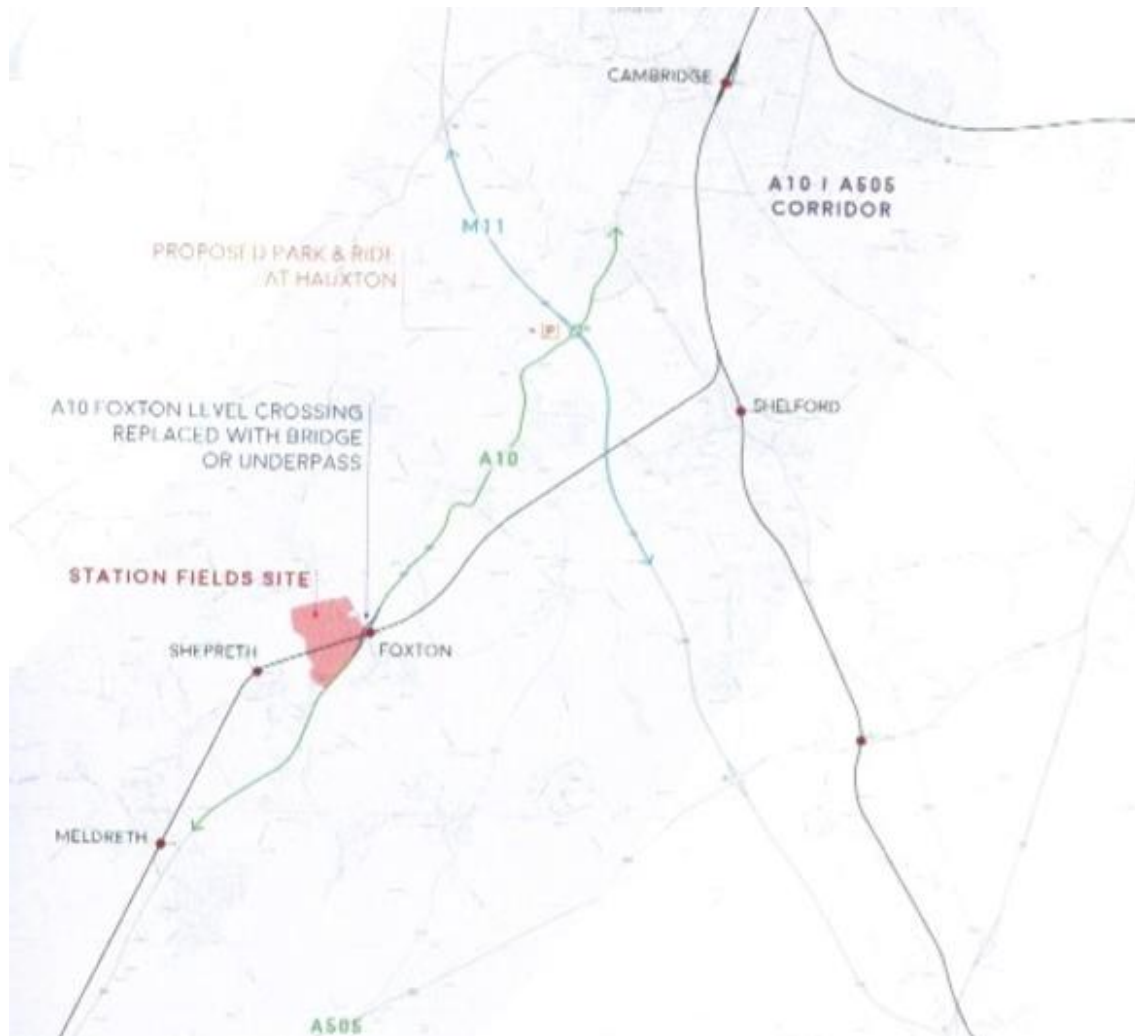 CAMBRIDGE
A10 / A505
CORRIDOR
M11
PROPOSED PARK & RIDE
AT HAUXTON
P
A10 FOXTON LEVEL CROSSING
REPLACED WITH BRIDGE
OR UNDERPASS
SHELFORD
A10
STATION FIELDS SITE
SHEPRETH
FOXTON
MELDRETH
A505